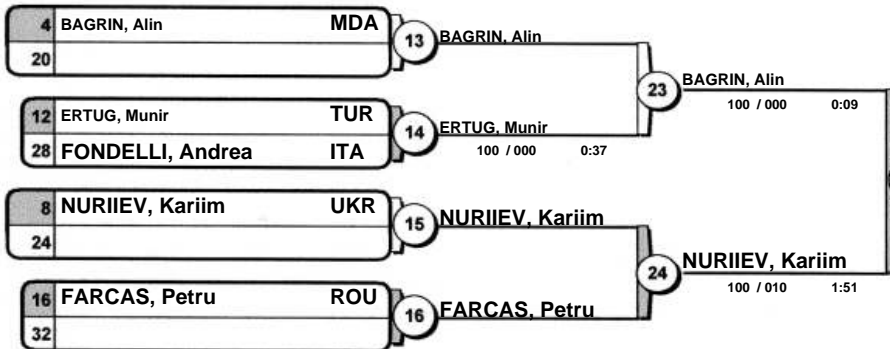 4 BAGRIN, Alin MDA
20
13 BAGRIN, Alin
12 ERTUG, Munir TUR
28 FONDELLI, Andrea ITA
14 ERTUG, Munir
100 / 000 0:37
23 BAGRIN, Alin
100 / 000 0:09
8 NURIIEV, Kariim UKR
24
15 NURIIEV, Kariim
16 FARCAS, Petru ROU
32
16 FARCAS, Petru
24 NURIIEV, Kariim
100 / 010 1:51